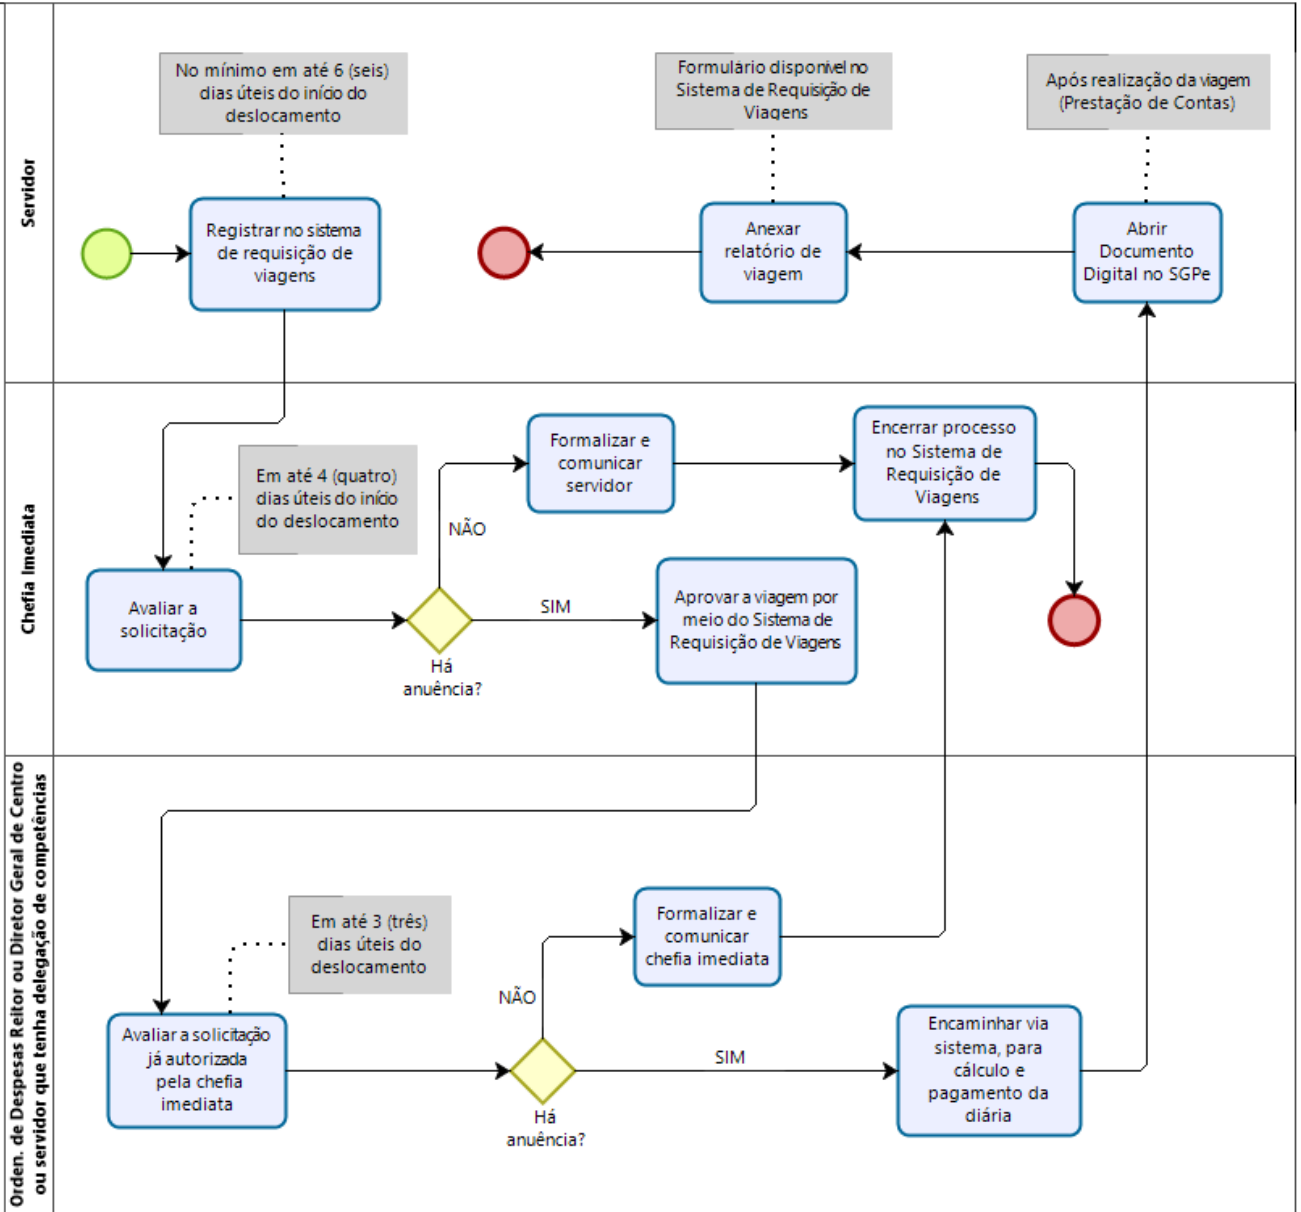 Servidor
No mínimo em até 6 (seis)
dias úteis do início do
deslocamento
Formulário disponível no
Sistema de Requisição de
Viagens
Após realização da viagem
(Prestação de Contas)
Registrar no sistema
de requisição de
viagens
Anexar
relatório de
viagem
Abrir
Documento
Digital no SGPe
Chefia Imediata
Em até 4 (quatro)
dias úteis do início
do deslocamento
Formalizar e
comunicar
servidor
Encerrar processo
no Sistema de
Requisição de
Viagens
NÃO
Avaliar a
solicitação
SIM
Há
anuência?
Aprovar a viagem por
meio do Sistema de
Requisição de Viagens
Orden. de Despesas Reitor ou Diretor Geral de Centro
ou servidor que tenha delegação de competências
Em até 3 (três)
dias úteis do
deslocamento
Formalizar e
comunicar
chefia imediata
NÃO
Avaliar a solicitação
já autorizada
pela chefia
imediata
SIM
Há
anuência?
Encaminhar via
sistema, para
cálculo e
pagamento da
diária